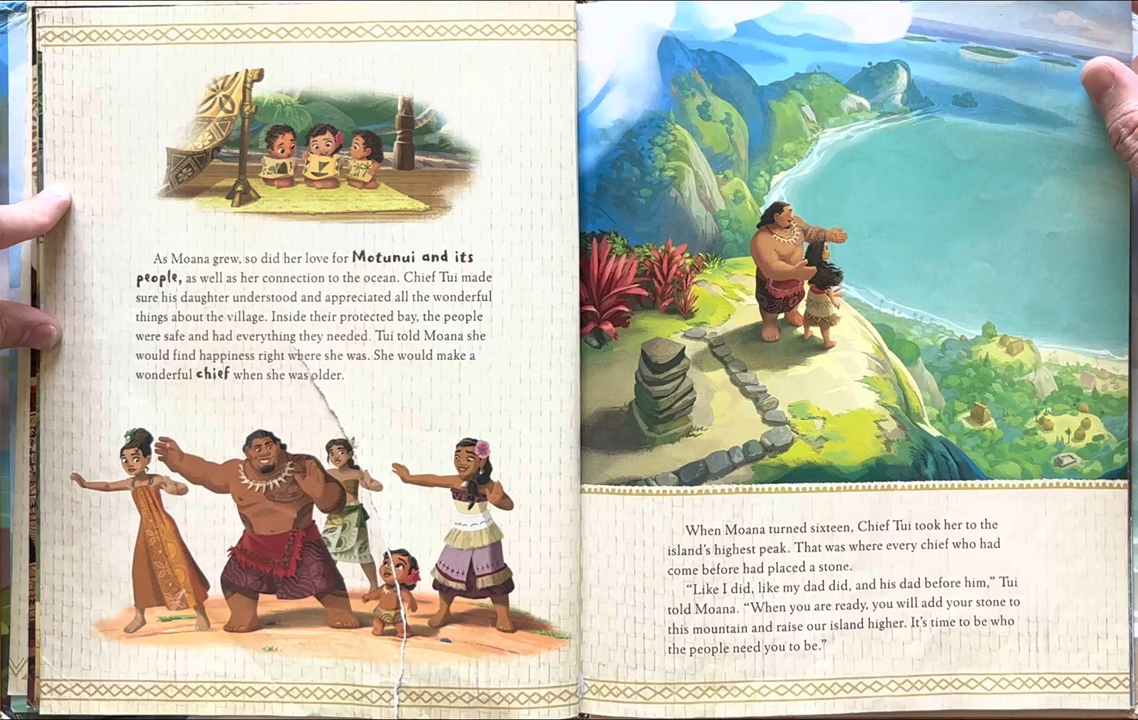 As Moana grew, so did her love for Motunui and its
people, as well as her connection to the ocean. Chief Tui made
sure his daughter understood and appreciated all the wonderful
things about the village. Inside their protected bay, the people
were safe and had everything they needed. Tui told Moana she
would find happiness right where she was. She would make a
wonderful chief when she was older.
When Moana turned sixteen, Chief Tui took her to the
island's highest peak. That was where every chief who had
come before had placed a stone.
"Like I did, like my dad did, and his dad before him," Tui
told Moana. "When you are ready, you will add your stone to
this mountain and raise our island higher. It's time to be who
the people need you to be."